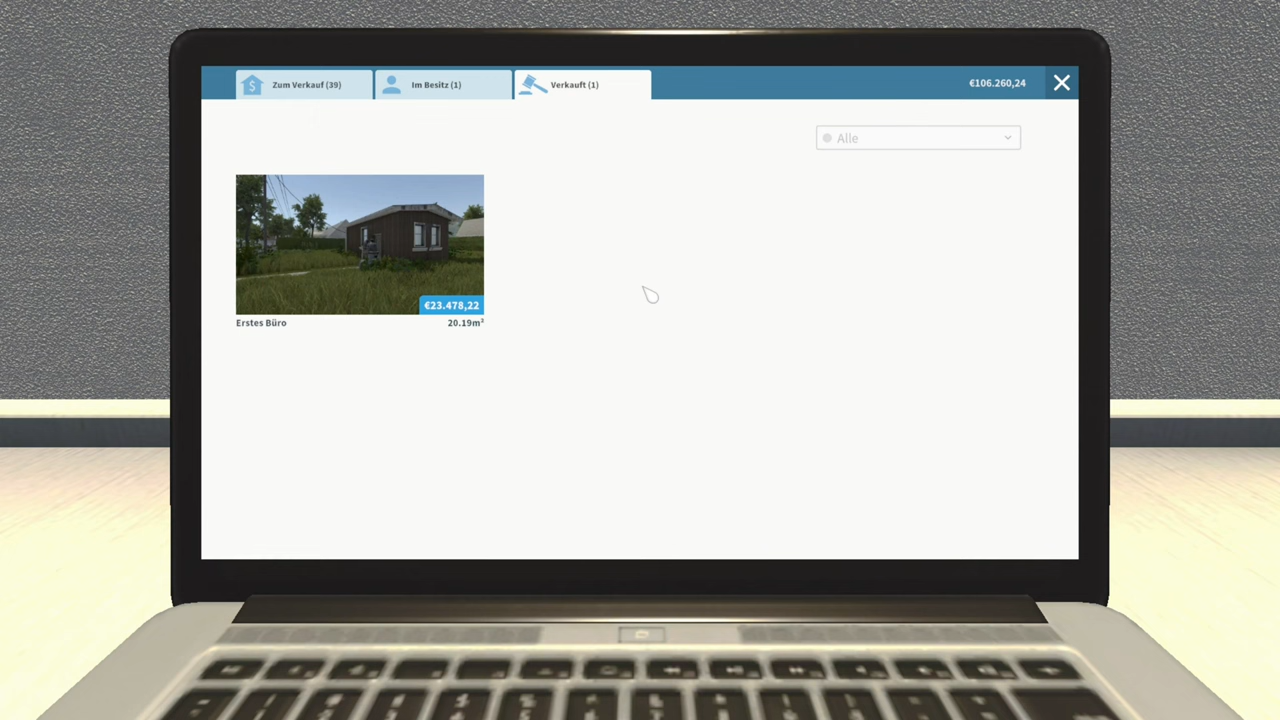 Zum Verkauf (39)
Im Besitz (1)
Verkauft (1)
€106.260,24
Alle
€23.478,22
Erstes Büro
20.19m²